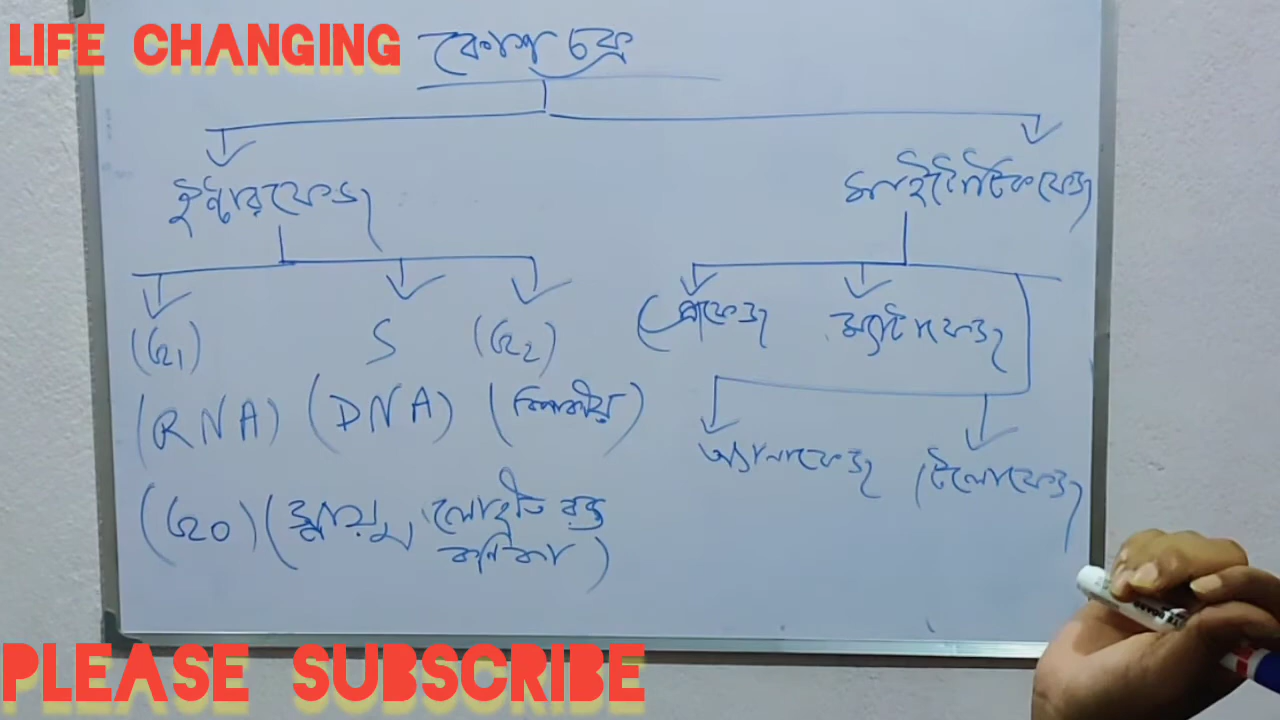 LIFE CHANGING
কোশ চক্র
ইন্টারফেজ
মাইটোটিক ফেজ
(G1) S (G2)
প্রোফেজ মেটাফেজ
(RNA) (DNA)
অ্যানাফেজ টেলোফেজ
(G0) (স্নায়ু, লোহিত রক্ত
কণিকা)
PLEASE SUBSCRIBE